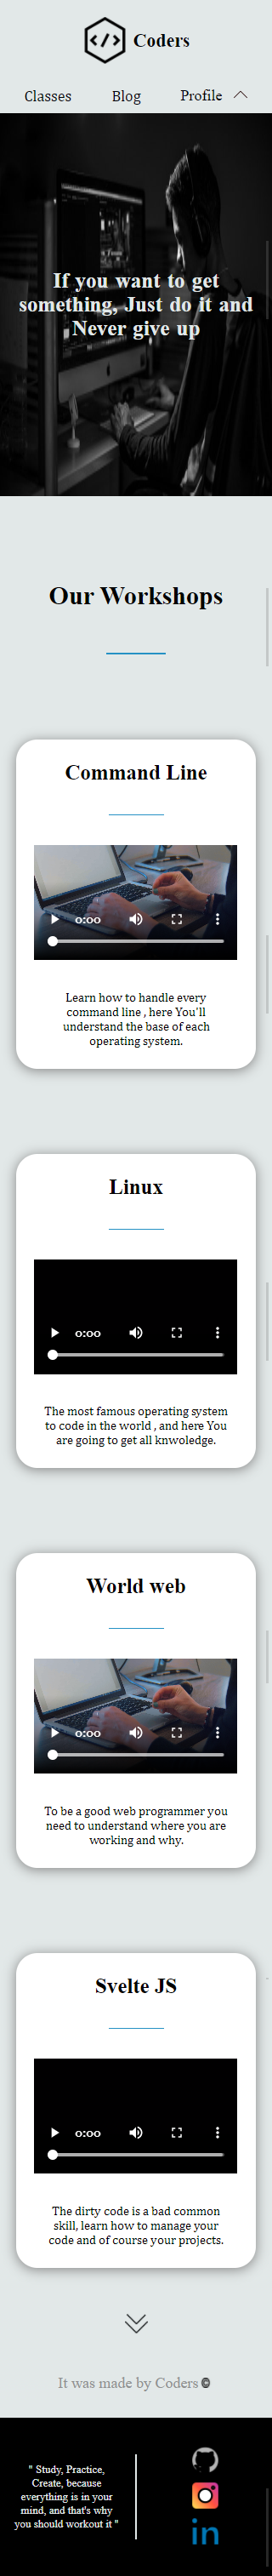 Coders
Classes Blog Profile
If you want to get
something, Just do it and
Never give up
Our Workshops
Command Line
0:00
Learn how to handle every
command line , here You'll
understand the base of each
operating system.
Linux
0:00
The most famous operating system
to code in the world , and here You
are going to get all knwoledge.
World web
0:00
To be a good web programmer you
need to understand where you are
working and why.
Svelte JS
0:00
The dirty code is a bad common
skill, learn how to manage your
code and of course your projects.
It was made by Coders ©
" Study, Practice,
Create, because
everything is in your
mind, and that's why
you should workout it "
in